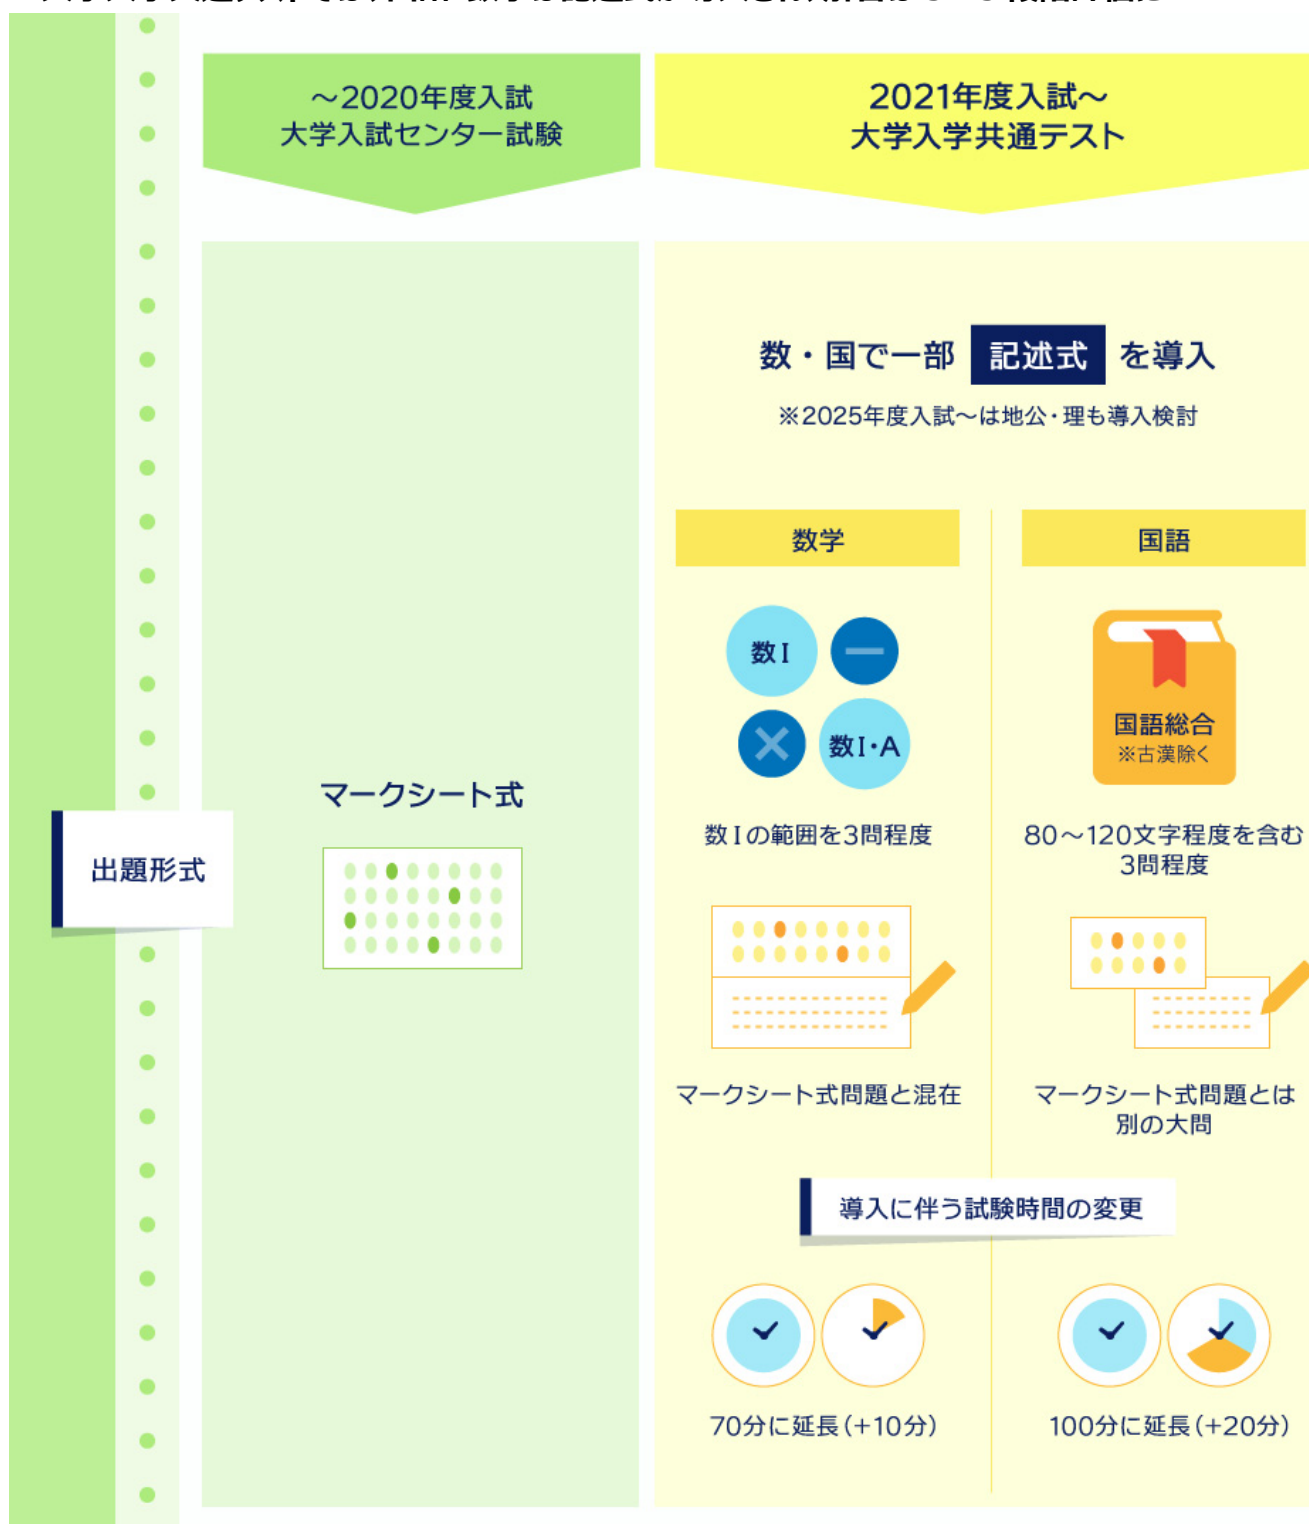 ～2020年度入試
大学入試センター試験
2021年度入試～
大学入学共通テスト
出題形式
マークシート式
数・国で一部 記述式 を導入
※2025年度入試～は地公・理も導入検討
数学
数Ⅰ
数Ⅰ・A
数Ⅰの範囲を3問程度
マークシート式問題と混在
国語
国語総合
※古漢除く
80～120文字程度を含む
3問程度
マークシート式問題とは
別の大問
導入に伴う試験時間の変更
70分に延長（+10分）
100分に延長（+20分）